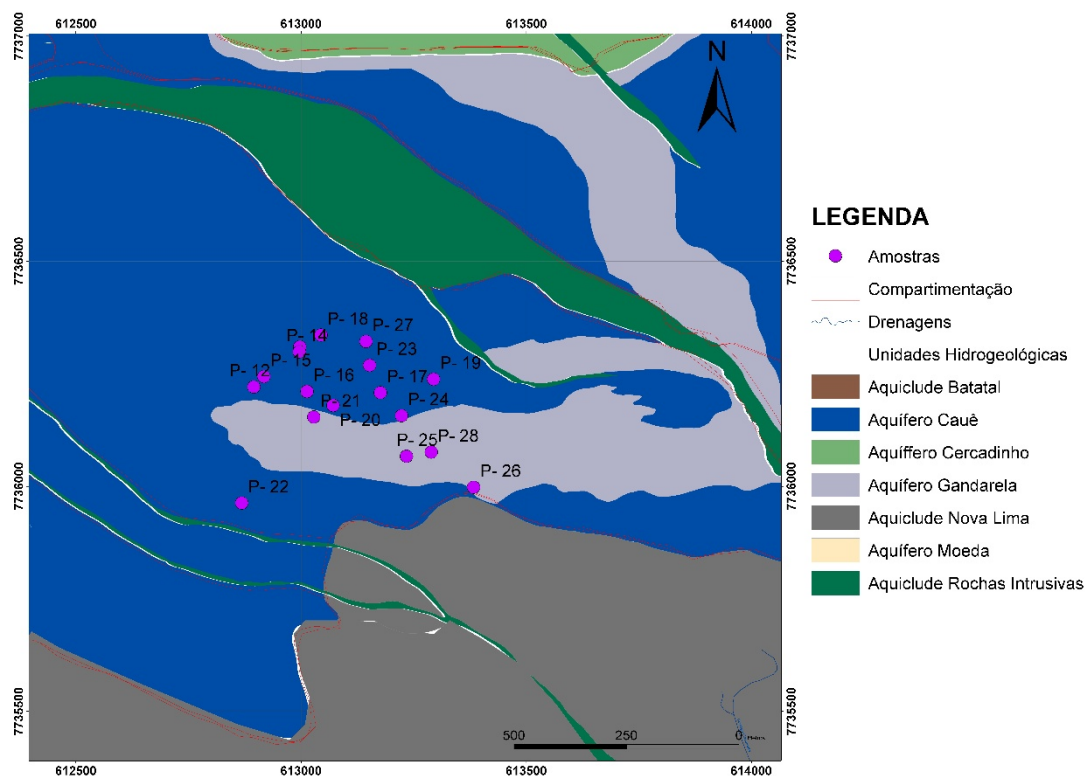 612500 613000 613500 614000
7737000 7737000
N
7736500 7736500
P- 18
P- 27
P- 14
P- 23
P- 15
P- 12
P- 19
P- 16
P- 17
P- 21
P- 24
P- 20
P- 25
P- 28
P- 26
P- 22
7736000 7736000
7735500 7735500
500 250 0 Metros
612500 613000 613500 614000
LEGENDA
Amostras
Compartimentação
Drenagens
Unidades Hidrogeológicas
Aquiclude Batatal
Aquífero Cauê
Aquíffero Cercadinho
Aquífero Gandarela
Aquiclude Nova Lima
Aquífero Moeda
Aquiclude Rochas Intrusivas